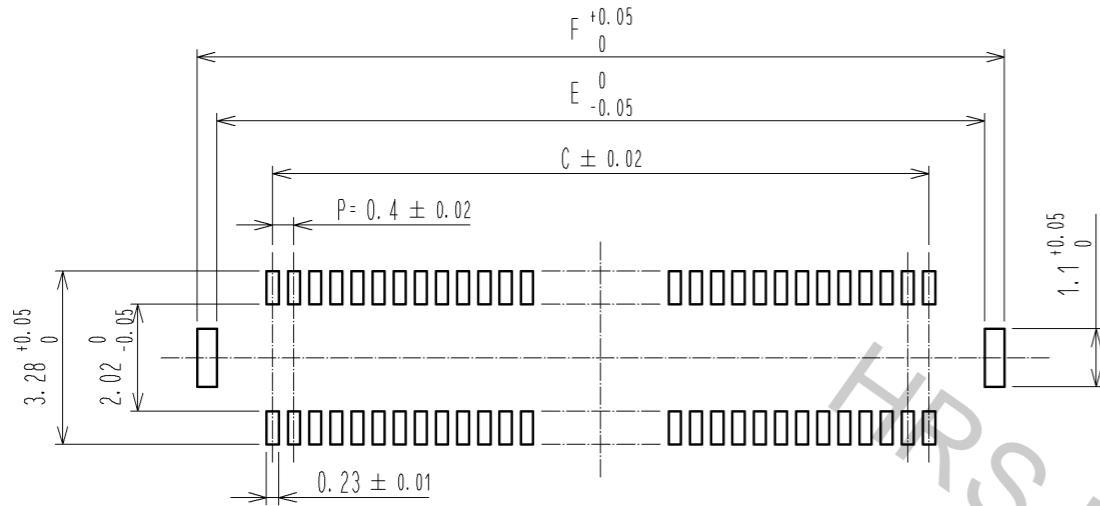 F +0.05 0
E 0 -0.05
C ± 0.02
P= 0.4 ± 0.02
1.1 +0.05 0
3.28 +0.05 0
2.02 0 -0.05
0.23 ± 0.01
HRS